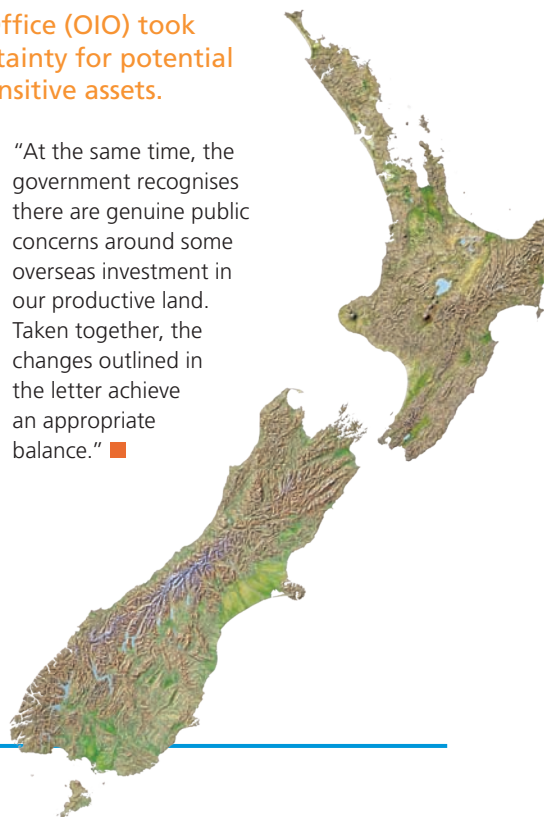 ffice (OIO) took
tainty for potential
nsitive assets.
“At the same time, the
government recognises
there are genuine public
concerns around some
overseas investment in
our productive land.
Taken together, the
changes outlined in
the letter achieve
an appropriate
balance.”